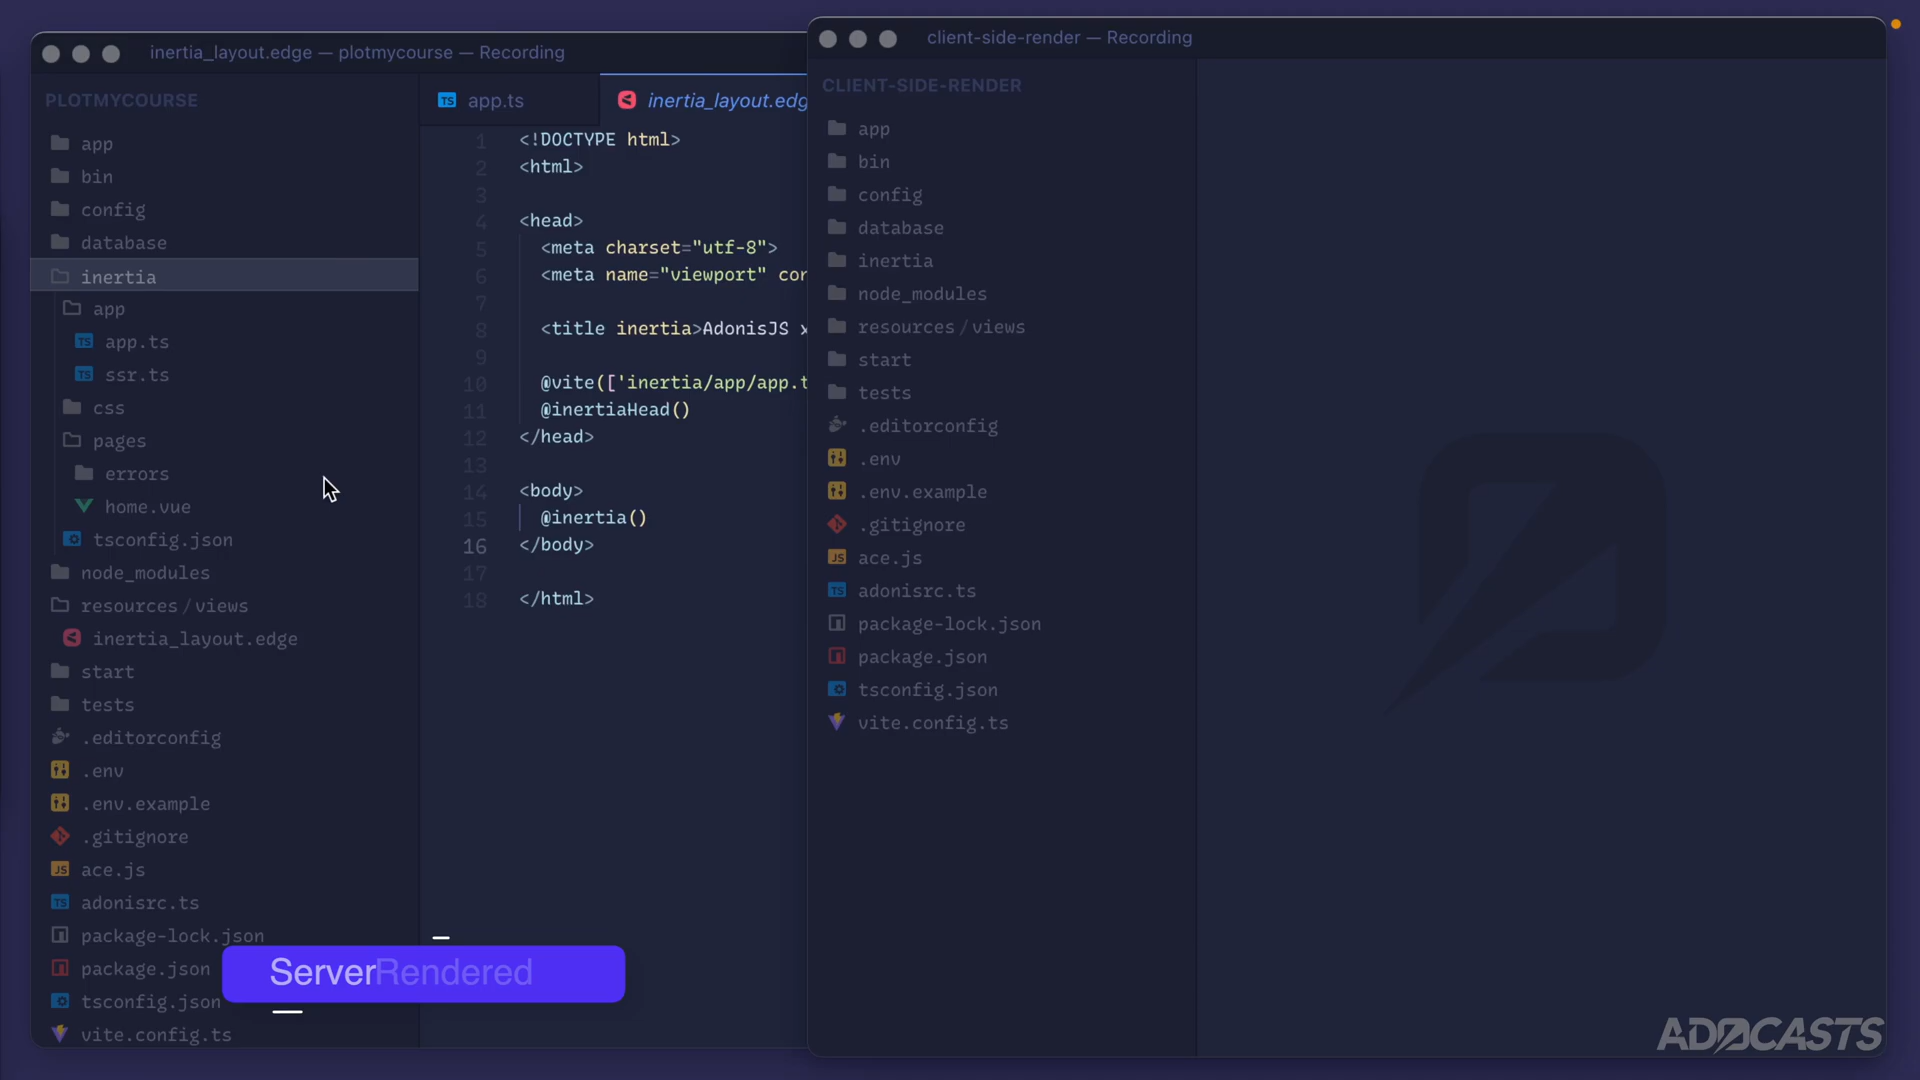 inertia_layout.edge — plotmycourse — Recording
PLOTMYCOURSE
app
bin
config
database
inertia
app
app.ts
ssr.ts
css
pages
errors
home.vue
tsconfig.json
node_modules
resources / views
inertia_layout.edge
start
tests
.editorconfig
.env
.env.example
.gitignore
ace.js
adonisrc.ts
package-lock.json
package.json
tsconfig.json
vite.config.ts
app.ts
inertia_layout.edg
1 <!DOCTYPE html>
2 <html>
3
4 <head>
5 <meta charset="utf-8">
6 <meta name="viewport" cor
7
8 <title inertia>AdonisJS x
9
10 @vite(['inertia/app/app.t
11 @inertiaHead()
12 </head>
13
14 <body>
15 @inertia()
16 </body>
17
18 </html>
Server Rendered
client-side-render — Recording
CLIENT-SIDE-RENDER
app
bin
config
database
inertia
node_modules
resources / views
start
tests
.editorconfig
.env
.env.example
.gitignore
ace.js
adonisrc.ts
package-lock.json
package.json
tsconfig.json
vite.config.ts
ADOCASTS